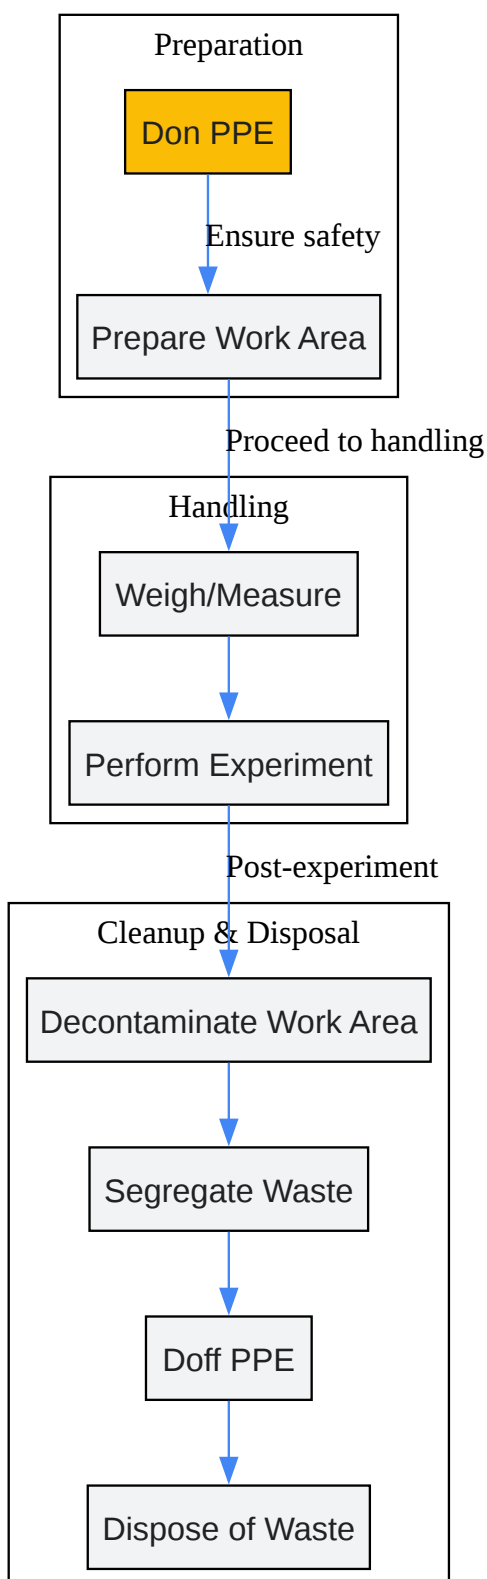 Preparation
Don PPE
Ensure safety
Prepare Work Area
Proceed to handling
Handling
Weigh/Measure
Perform Experiment
Post-experiment
Cleanup & Disposal
Decontaminate Work Area
Segregate Waste
Doff PPE
Dispose of Waste